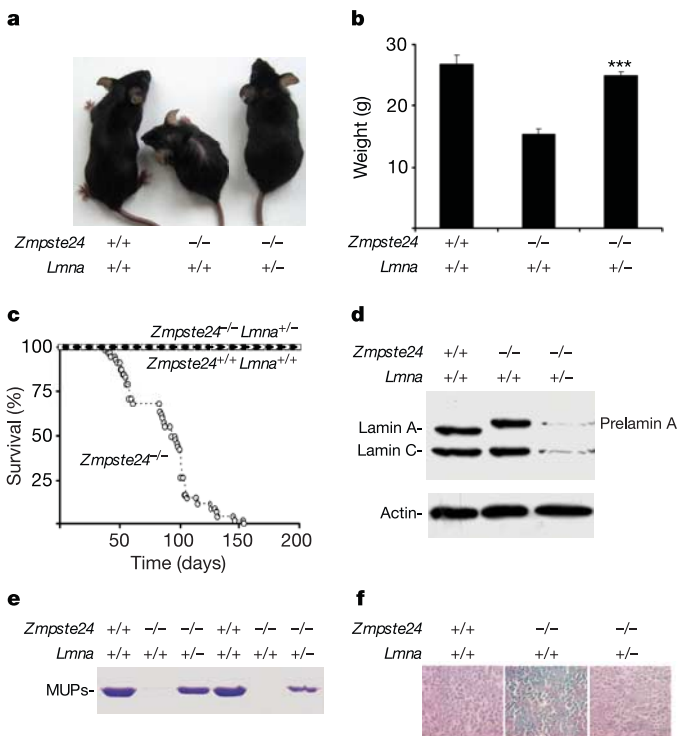 a
Zmpste24 +/+ −/− −/−
Lmna +/+ +/+ +/−
b
30
20
10
Weight (g)
***
Zmpste24 +/+ −/− −/−
Lmna +/+ +/+ +/−
c
Zmpste24−/− Lmna+/−
Zmpste24+/+ Lmna+/+
Zmpste24−/−
100
75
50
25
Survival (%)
50 100 150 200
Time (days)
d
Zmpste24 +/+ −/− −/−
Lmna +/+ +/+ +/−
Lamin A- Prelamin A
Lamin C-
Actin-
e
Zmpste24 +/+ −/− −/− +/+ −/− −/−
Lmna +/+ +/+ +/− +/+ +/+ +/−
MUPs-
f
Zmpste24 +/+ −/− −/−
Lmna +/+ +/+ +/−